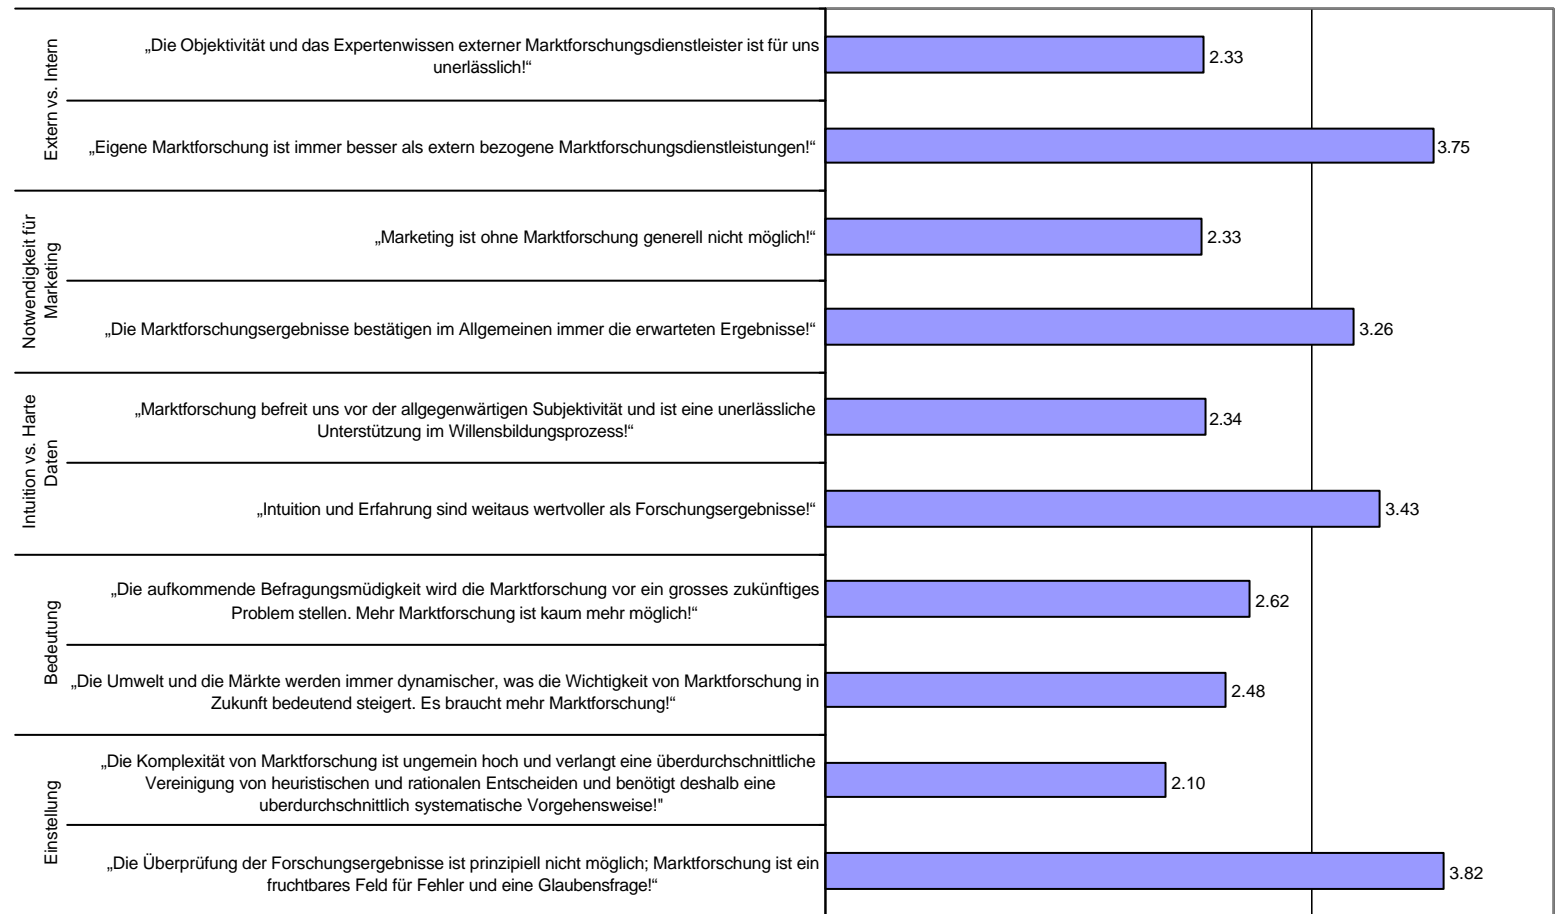 Extern vs. Intern
„Die Objektivität und das Expertenwissen externer Marktforschungsdienstleister ist für uns
unerlässlich!“
2.33
„Eigene Marktforschung ist immer besser als extern bezogene Marktforschungsdienstleistungen!“
3.75
Notwendigkeit für
Marketing
„Marketing ist ohne Marktforschung generell nicht möglich!“
2.33
„Die Marktforschungsergebnisse bestätigen im Allgemeinen immer die erwarteten Ergebnisse!“
3.26
Intuition vs. Harte
Daten
„Marktforschung befreit uns vor der allgegenwärtigen Subjektivität und ist eine unerlässliche
Unterstützung im Willensbildungsprozess!“
2.34
„Intuition und Erfahrung sind weitaus wertvoller als Forschungsergebnisse!“
3.43
Bedeutung
„Die aufkommende Befragungsmüdigkeit wird die Marktforschung vor ein grosses zukünftiges
Problem stellen. Mehr Marktforschung ist kaum mehr möglich!“
2.62
„Die Umwelt und die Märkte werden immer dynamischer, was die Wichtigkeit von Marktforschung in
Zukunft bedeutend steigert. Es braucht mehr Marktforschung!“
2.48
Einstellung
„Die Komplexität von Marktforschung ist ungemein hoch und verlangt eine überdurchschnittliche
Vereinigung von heuristischen und rationalen Entscheiden und benötigt deshalb eine
uberdurchschnittlich systematische Vorgehensweise!"
2.10
„Die Überprüfung der Forschungsergebnisse ist prinzipiell nicht möglich; Marktforschung ist ein
fruchtbares Feld für Fehler und eine Glaubensfrage!“
3.82